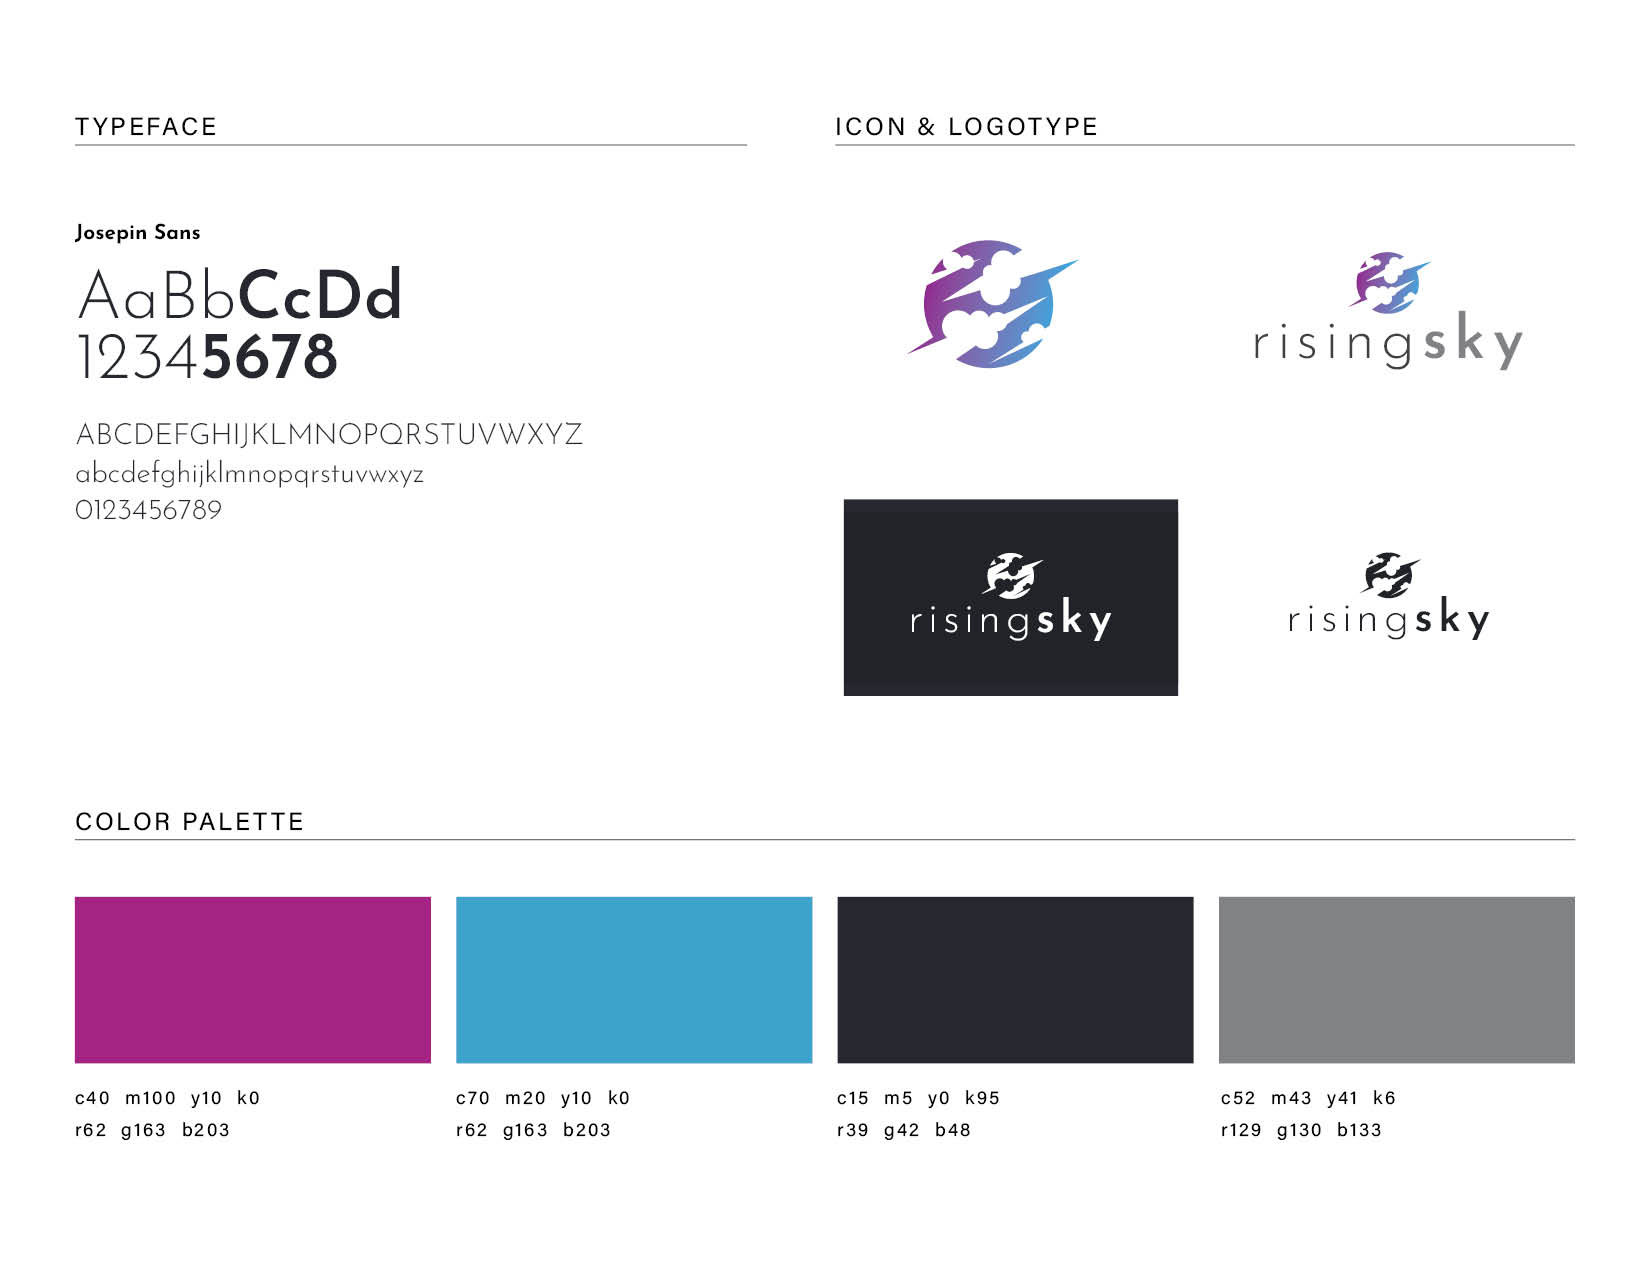 TYPEFACE
Josepin Sans
AaBbCcDd
12345678
ABCDEFGHIJKLMNOPQRSTUVWXYZ
abcdefghijklmnopqrstuvwxyz
0123456789
ICON & LOGOTYPE
risingsky
risingsky
risingsky
COLOR PALETTE
c40 m100 y10 k0
r62 g163 b203
c70 m20 y10 k0
r62 g163 b203
c15 m5 y0 k95
r39 g42 b48
c52 m43 y41 k6
r129 g130 b133